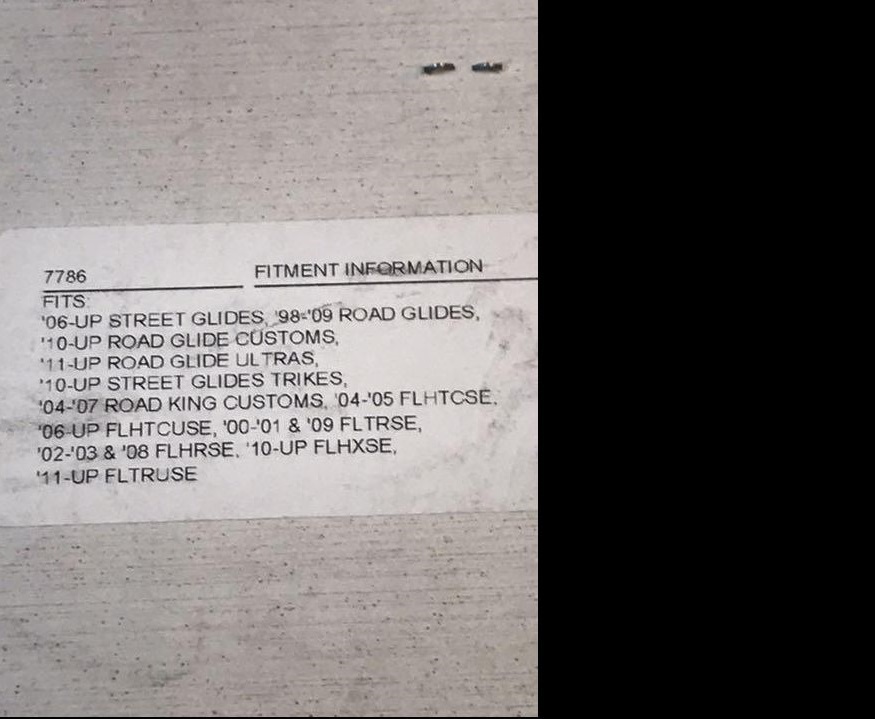 7786
FITMENT INFORMATION
FITS:
'06-UP STREET GLIDES, '98-'09 ROAD GLIDES,
'10-UP ROAD GLIDE CUSTOMS,
'11-UP ROAD GLIDE ULTRAS,
'10-UP STREET GLIDES TRIKES,
'04-'07 ROAD KING CUSTOMS, '04-'05 FLHTCSE,
'06-UP FLHTCUSE, '00-'01 & '09 FLTRSE,
'02-'03 & '08 FLHRSE, '10-UP FLHXSE,
'11-UP FLTRUSE